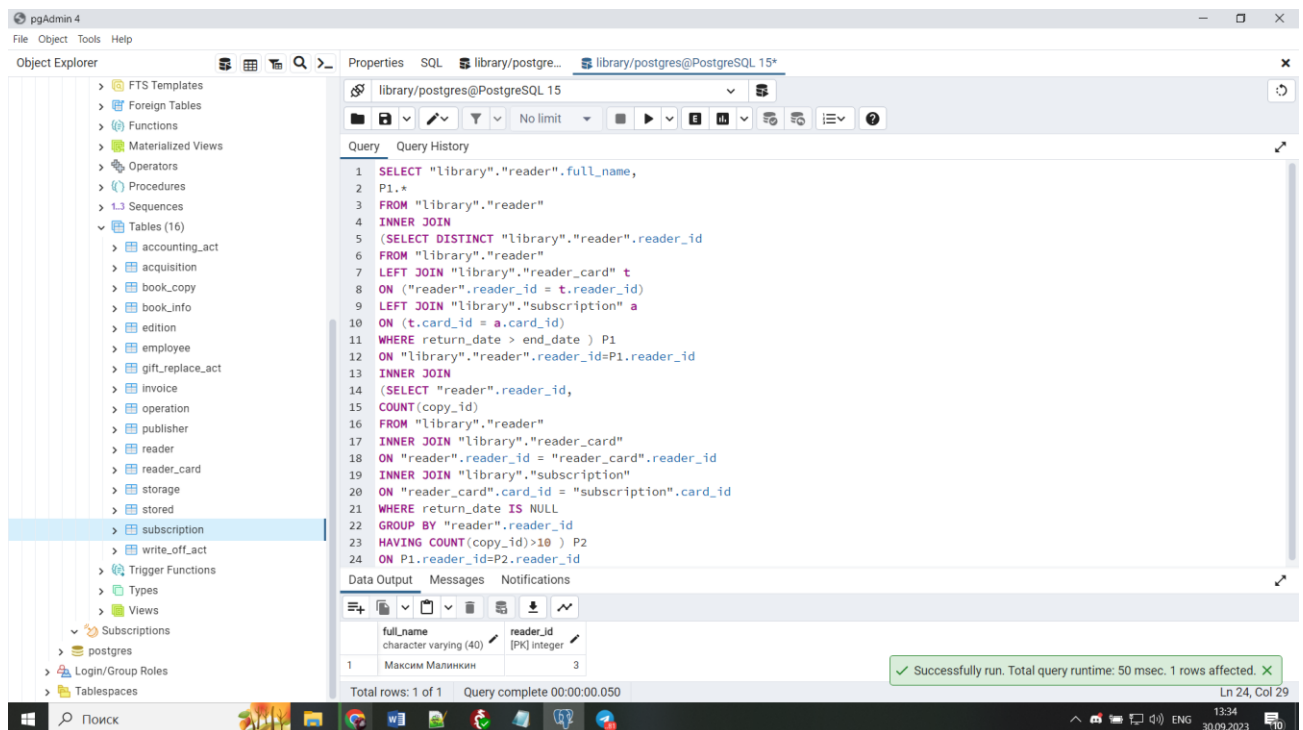 pgAdmin 4
File Object Tools Help
Object Explorer
Properties SQL library/postgre... library/postgres@PostgreSQL 15*
FTS Templates
Foreign Tables
Functions
Materialized Views
Operators
Procedures
1..3 Sequences
Tables (16)
accounting_act
acquisition
book_copy
book_info
edition
employee
gift_replace_act
invoice
operation
publisher
reader
reader_card
storage
stored
subscription
write_off_act
Trigger Functions
Types
Views
Subscriptions
postgres
Login/Group Roles
Tablespaces
library/postgres@PostgreSQL 15
No limit
Query Query History
1 SELECT "library"."reader".full_name,
2 P1.*
3 FROM "library"."reader"
4 INNER JOIN
5 (SELECT DISTINCT "library"."reader".reader_id
6 FROM "library"."reader"
7 LEFT JOIN "library"."reader_card" t
8 ON ("reader".reader_id = t.reader_id)
9 LEFT JOIN "library"."subscription" a
10 ON (t.card_id = a.card_id)
11 WHERE return_date > end_date ) P1
12 ON "library"."reader".reader_id=P1.reader_id
13 INNER JOIN
14 (SELECT "reader".reader_id,
15 COUNT(copy_id)
16 FROM "library"."reader"
17 INNER JOIN "library"."reader_card"
18 ON "reader".reader_id = "reader_card".reader_id
19 INNER JOIN "library"."subscription"
20 ON "reader_card".card_id = "subscription".card_id
21 WHERE return_date IS NULL
22 GROUP BY "reader".reader_id
23 HAVING COUNT(copy_id)>10 ) P2
24 ON P1.reader_id=P2.reader_id
Data Output Messages Notifications
full_name reader_id
character varying (40) [PK] integer
1 Максим Малинкин 3
Successfully run. Total query runtime: 50 msec. 1 rows affected.
Total rows: 1 of 1 Query complete 00:00:00.050 Ln 24, Col 29
Поиск
ENG
13:34
30.09.2023